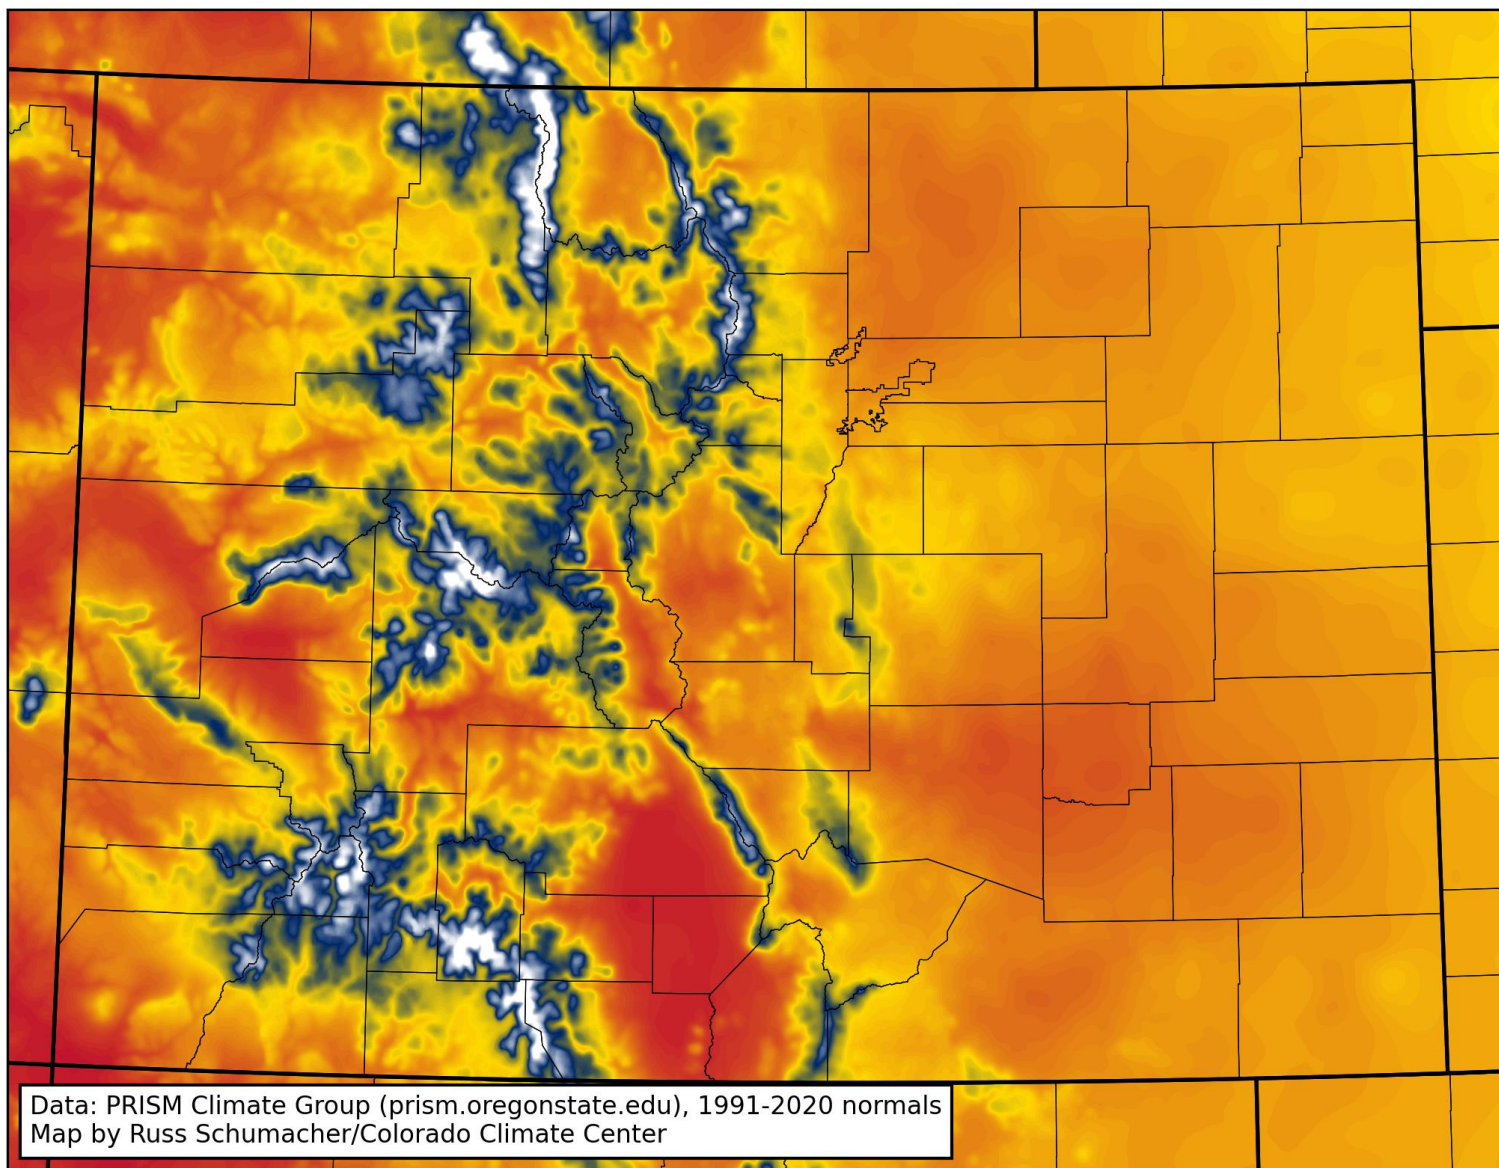 Data: PRISM Climate Group (prism.oregonstate.edu), 1991-2020 normals
Map by Russ Schumacher/Colorado Climate Center